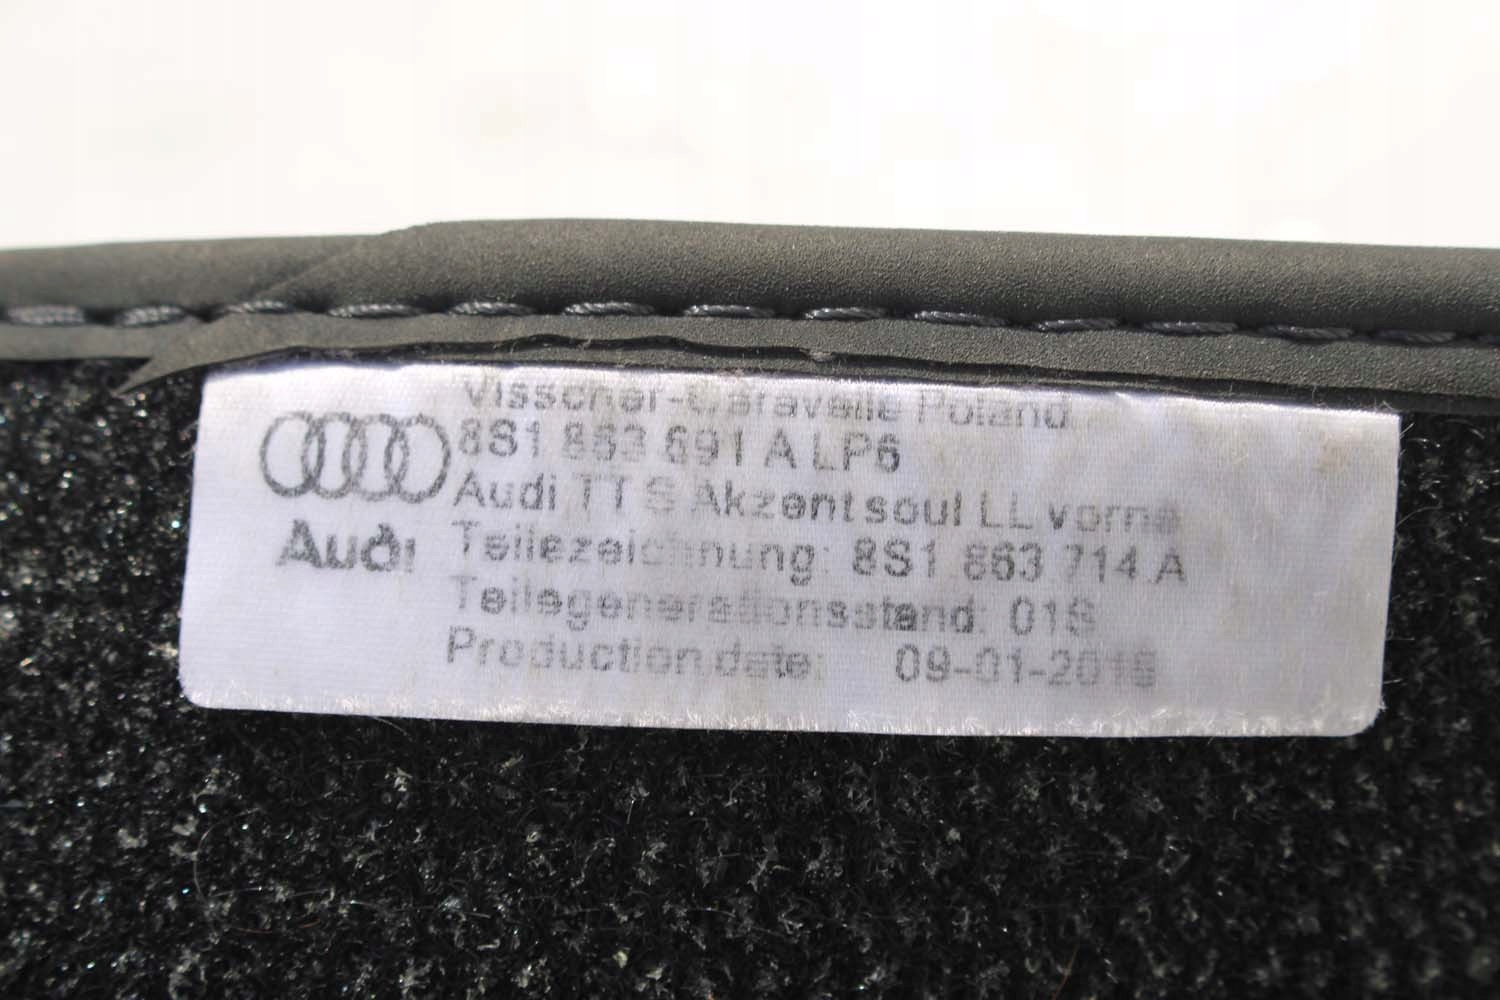 Visscher-Caravelle Poland
8S1 863 691 A LP6
Audi TT S Akzent soul LL vorne
Teilezeichnung: 8S1 863 714 A
Teilegenerationsstand: 01S
Production date: 09-01-2016
Audi